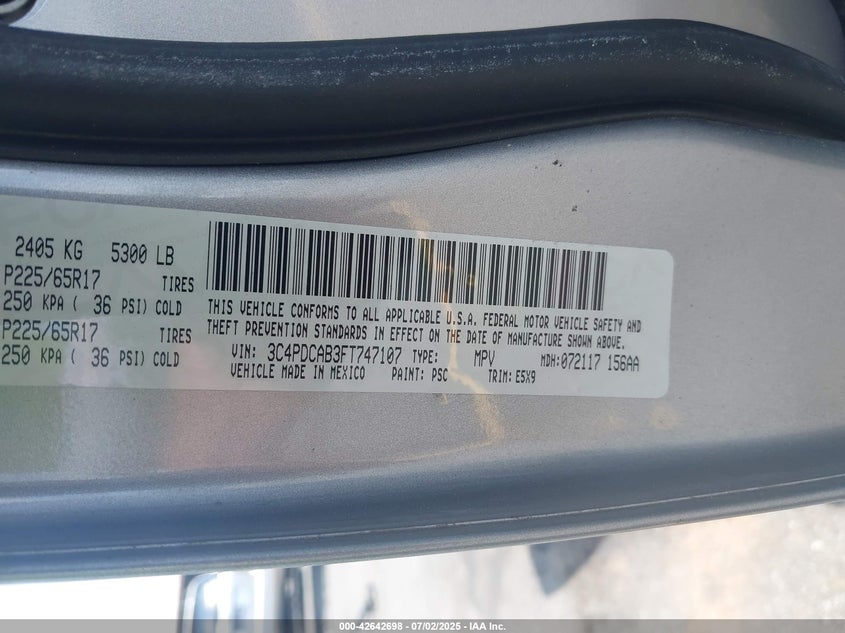 2405 KG 5300 LB
P225/65R17 TIRES
250 KPA ( 36 PSI) COLD
P225/65R17 TIRES
250 KPA ( 36 PSI) COLD
THIS VEHICLE CONFORMS TO ALL APPLICABLE U.S.A. FEDERAL MOTOR VEHICLE SAFETY AND
THEFT PREVENTION STANDARDS IN EFFECT ON THE DATE OF MANUFACTURE SHOWN ABOVE.
VIN: 3C4PDCAB3FT747107 TYPE: MPV MDH:072117 156AA
VEHICLE MADE IN MEXICO PAINT: PSC TRIM: E5X9
000-42642698 - 07/02/2025 - IAA Inc.